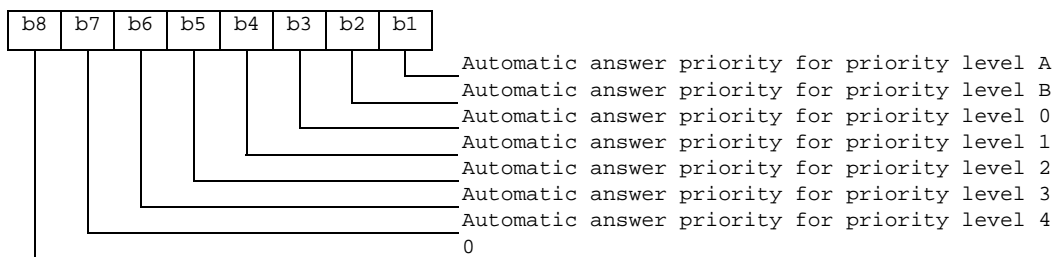 b8 b7 b6 b5 b4 b3 b2 b1
Automatic answer priority for priority level A
Automatic answer priority for priority level B
Automatic answer priority for priority level 0
Automatic answer priority for priority level 1
Automatic answer priority for priority level 2
Automatic answer priority for priority level 3
Automatic answer priority for priority level 4
0